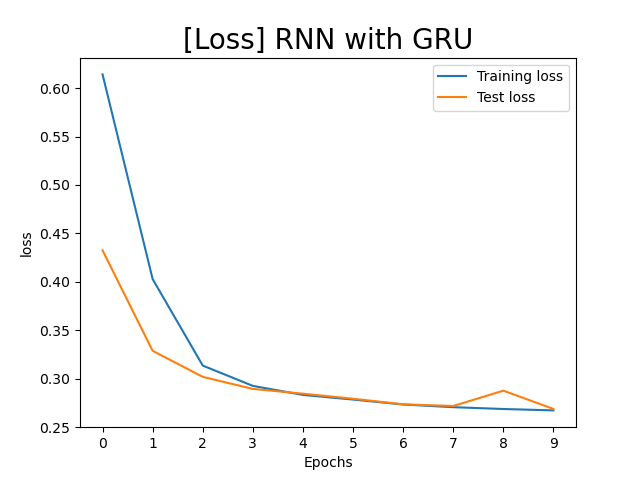 [Loss] RNN with GRU
Training loss
Test loss
0.60
0.55
0.50
0.45
0.40
0.35
0.30
0.25
loss
0 1 2 3 4 5 6 7 8 9
Epochs